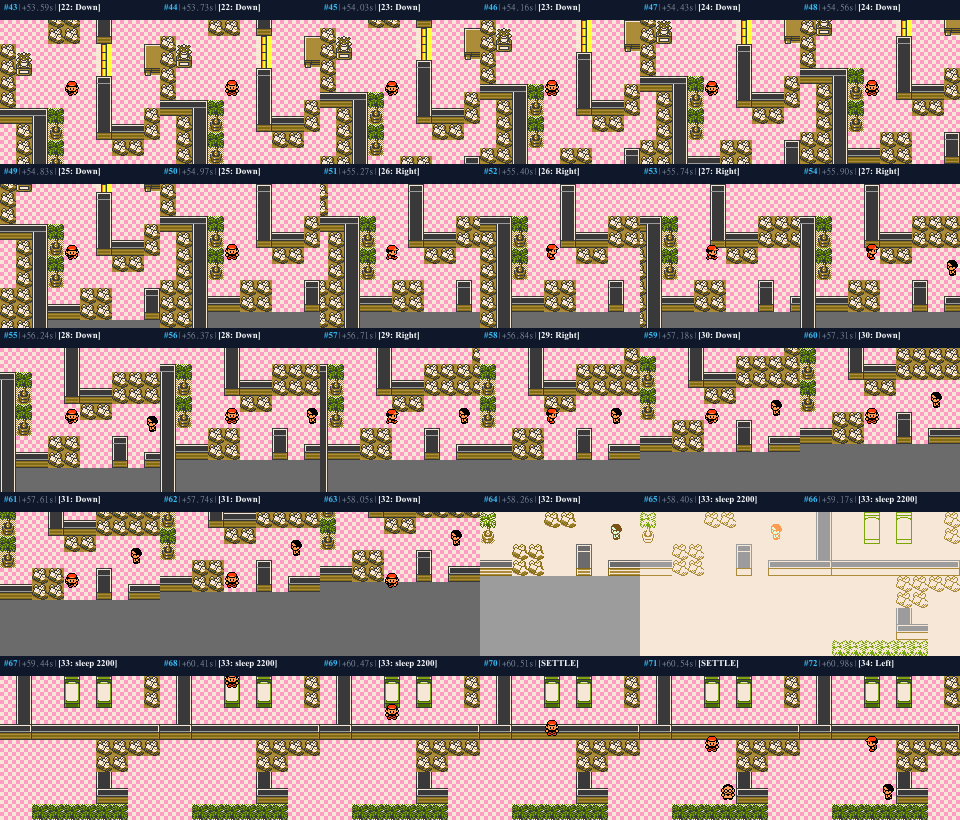 #43|+53.59s|[22: Down] #44|+53.73s|[22: Down] #45|+54.03s|[23: Down] #46|+54.16s|[23: Down] #47|+54.43s|[24: Down] #48|+54.56s|[24: Down]
#49|+54.83s|[25: Down] #50|+54.97s|[25: Down] #51|+55.27s|[26: Right] #52|+55.40s|[26: Right] #53|+55.74s|[27: Right] #54|+55.90s|[27: Right]
#55|+56.24s|[28: Down] #56|+56.37s|[28: Down] #57|+56.71s|[29: Right] #58|+56.84s|[29: Right] #59|+57.18s|[30: Down] #60|+57.31s|[30: Down]
#61|+57.61s|[31: Down] #62|+57.74s|[31: Down] #63|+58.05s|[32: Down] #64|+58.26s|[32: Down] #65|+58.40s|[33: sleep 2200] #66|+59.17s|[33: sleep 2200]
#67|+59.44s|[33: sleep 2200] #68|+60.41s|[33: sleep 2200] #69|+60.47s|[33: sleep 2200] #70|+60.51s|[SETTLE] #71|+60.54s|[SETTLE] #72|+60.98s|[34: Left]